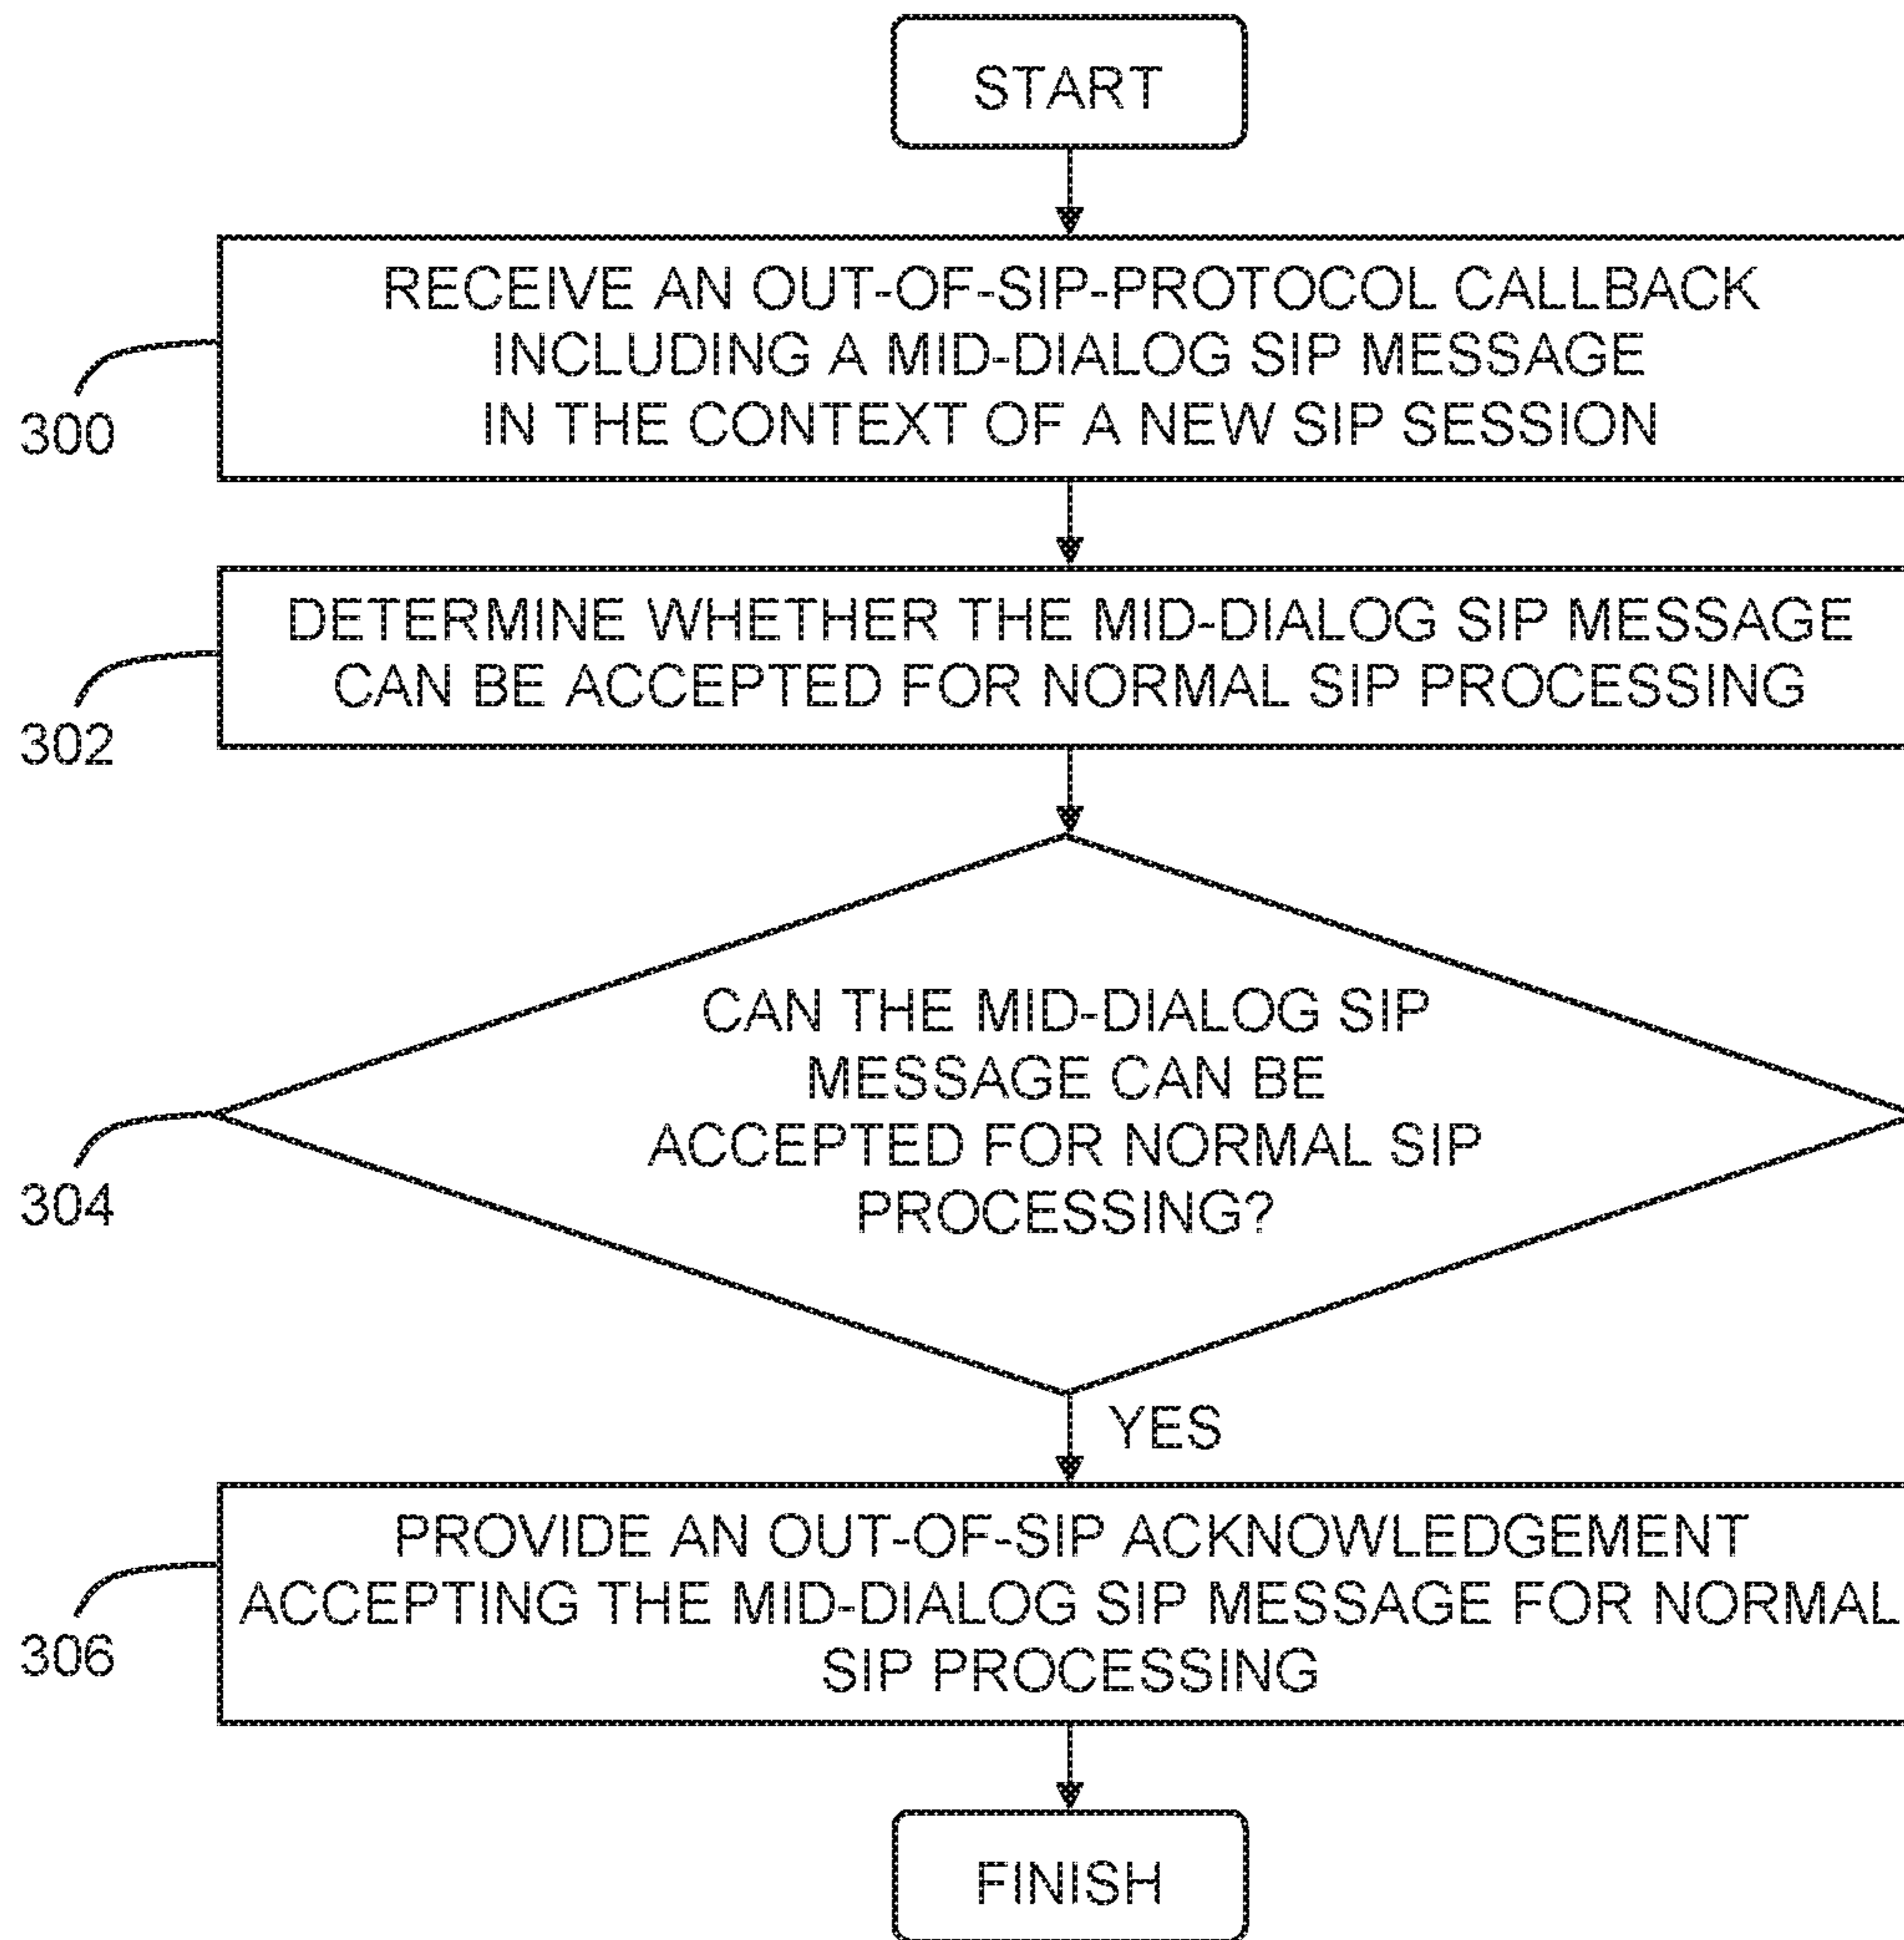 START
RECEIVE AN OUT-OF-SIP-PROTOCOL CALLBACK
INCLUDING A MID-DIALOG SIP MESSAGE
IN THE CONTEXT OF A NEW SIP SESSION
300
DETERMINE WHETHER THE MID-DIALOG SIP MESSAGE
CAN BE ACCEPTED FOR NORMAL SIP PROCESSING
302
CAN THE MID-DIALOG SIP
MESSAGE CAN BE
ACCEPTED FOR NORMAL SIP
PROCESSING?
304
YES
PROVIDE AN OUT-OF-SIP ACKNOWLEDGEMENT
ACCEPTING THE MID-DIALOG SIP MESSAGE FOR NORMAL
SIP PROCESSING
306
FINISH